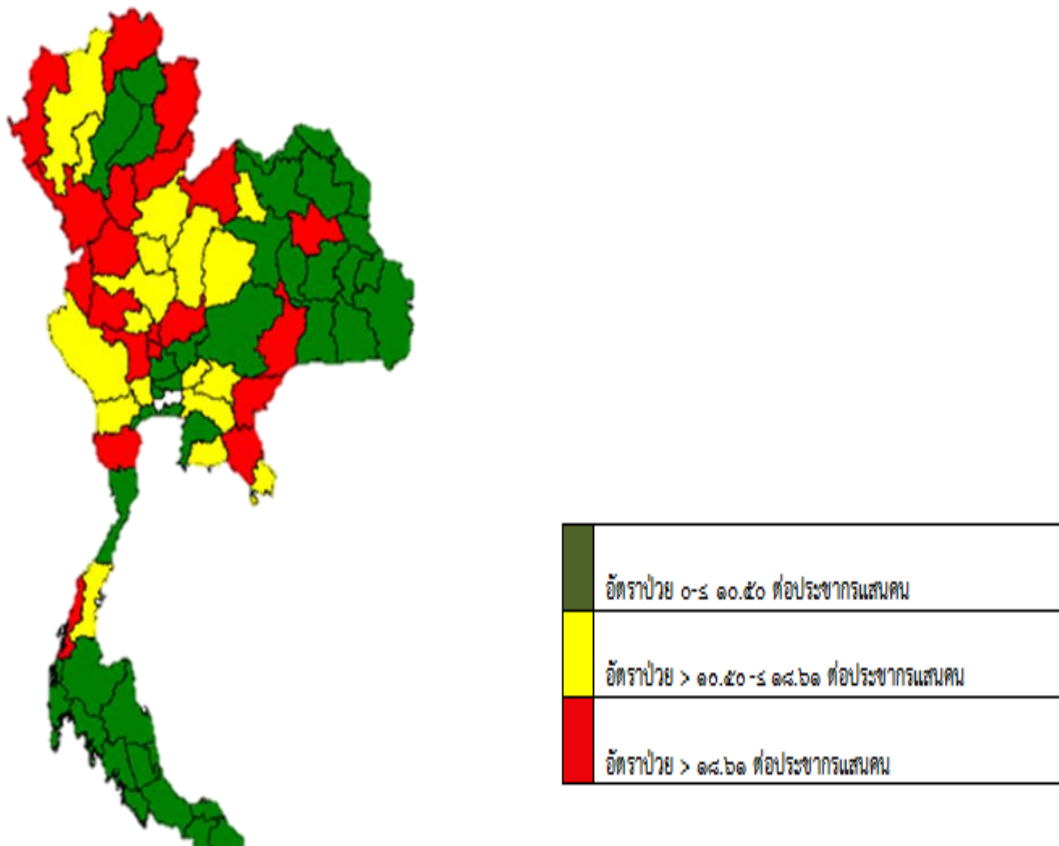 อัตราป่วย ๐-≤ ๑๐.๕๐ ต่อประชากรแสนคน
อัตราป่วย > ๑๐.๕๐ -≤ ๑๘.๖๑ ต่อประชากรแสนคน
อัตราป่วย > ๑๘.๖๑ ต่อประชากรแสนคน